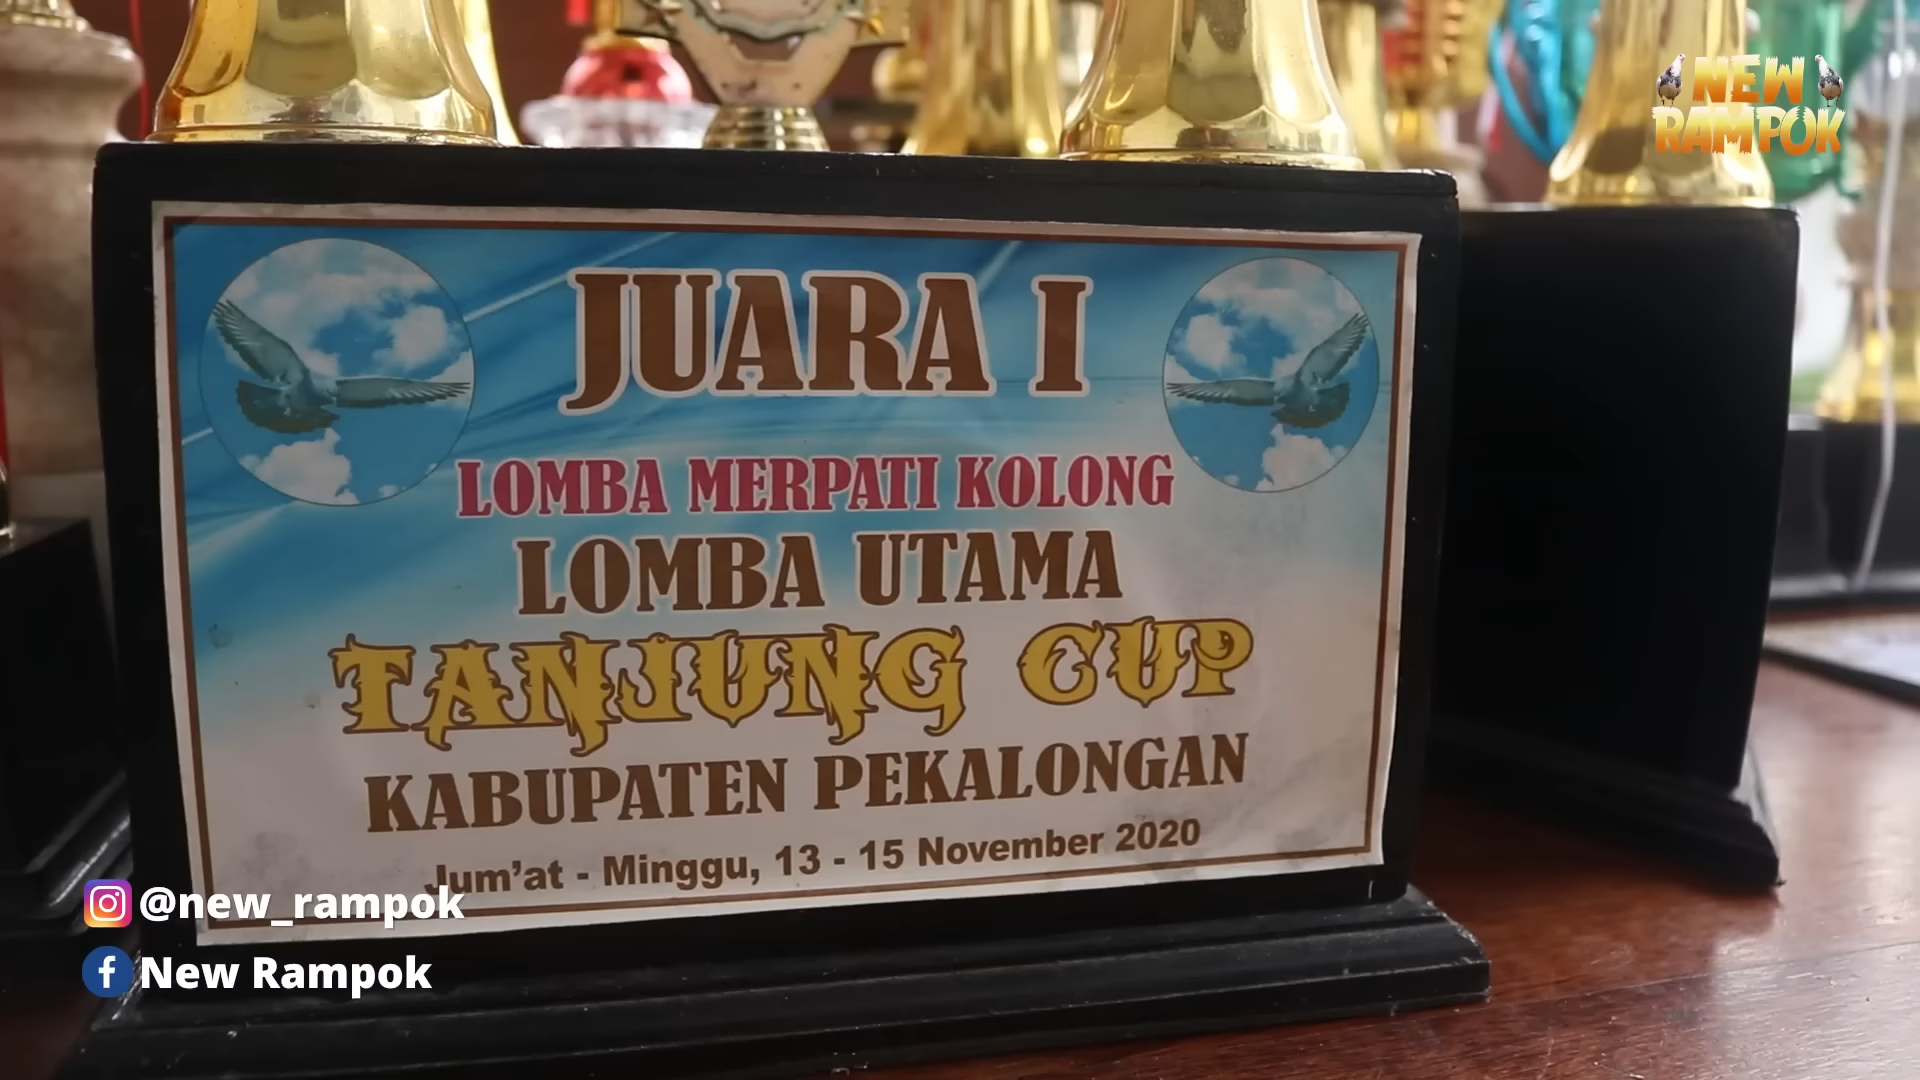 NEW
RAMPOK
JUARA I
LOMBA MERPATI KOLONG
LOMBA UTAMA
TANJUNG CUP
KABUPATEN PEKALONGAN
Jum'at - Minggu, 13 - 15 November 2020
@new_rampok
New Rampok